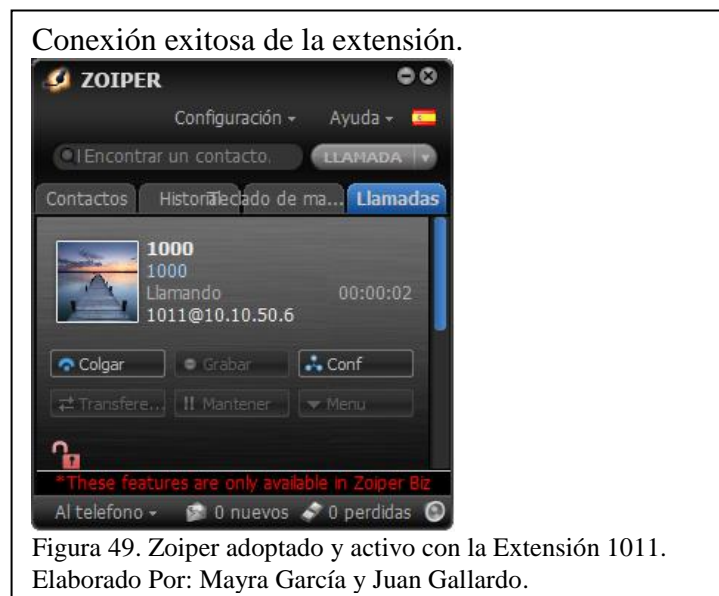 Conexión exitosa de la extensión.
ZOIPER
Configuración Ayuda
Encontrar un contacto. LLAMADA
Contactos Historial Teclado de ma... Llamadas
1000
1000
Llamando 00:00:02
1011@10.10.50.6
Colgar Grabar Conf
Transfere... Mantener Menu
*These features are only available in Zoiper Biz
Al telefono 0 nuevos 0 perdidas
Figura 49. Zoiper adoptado y activo con la Extensión 1011.
Elaborado Por: Mayra García y Juan Gallardo.